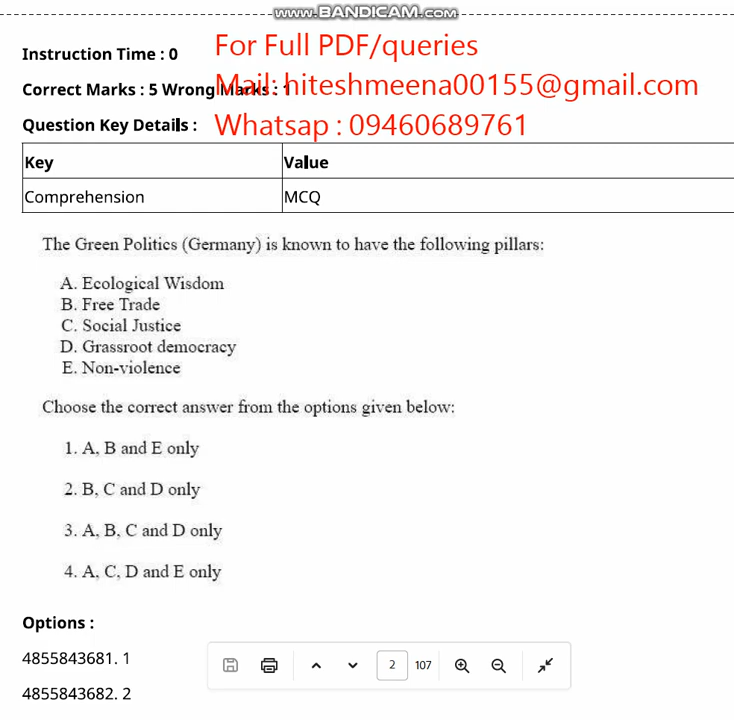 www.BANDICAM.com
For Full PDF/queries
Instruction Time : 0
Mail: hiteshmeena00155@gmail.com
Correct Marks : 5 Wrong Marks : 1
Question Key Details :
Whatsap : 09460689761
Key Value
Comprehension MCQ
The Green Politics (Germany) is known to have the following pillars:
A. Ecological Wisdom
B. Free Trade
C. Social Justice
D. Grassroot democracy
E. Non-violence
Choose the correct answer from the options given below:
1. A, B and E only
2. B, C and D only
3. A, B, C and D only
4. A, C, D and E only
Options :
4855843681. 1
2 107
4855843682. 2